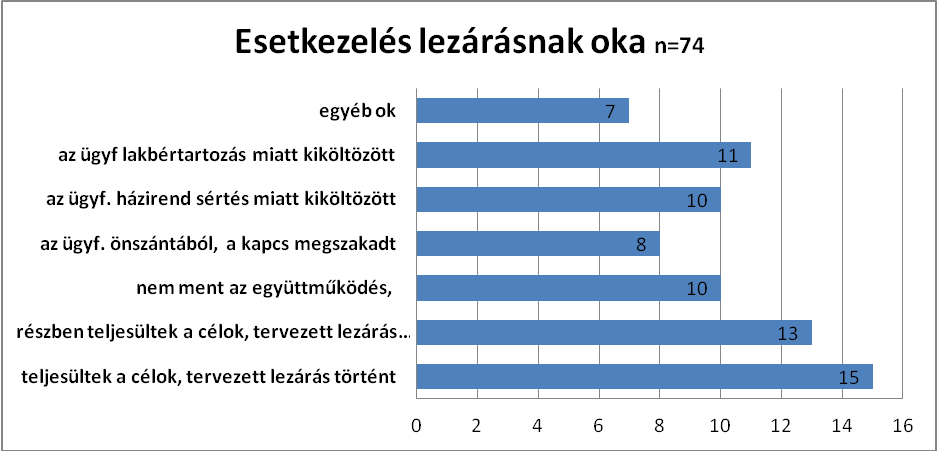 Esetkezelés lezárásnak oka n=74
egyéb ok
7
az ügyf lakbértartozás miatt kiköltözött
11
az ügyf. házirend sértés miatt kiköltözött
10
az ügyf. önszántából, a kapcs megszakadt
8
nem ment az együttműködés,
10
részben teljesültek a célok, tervezett lezárás...
13
teljesültek a célok, tervezett lezárás történt
15
0 2 4 6 8 10 12 14 16